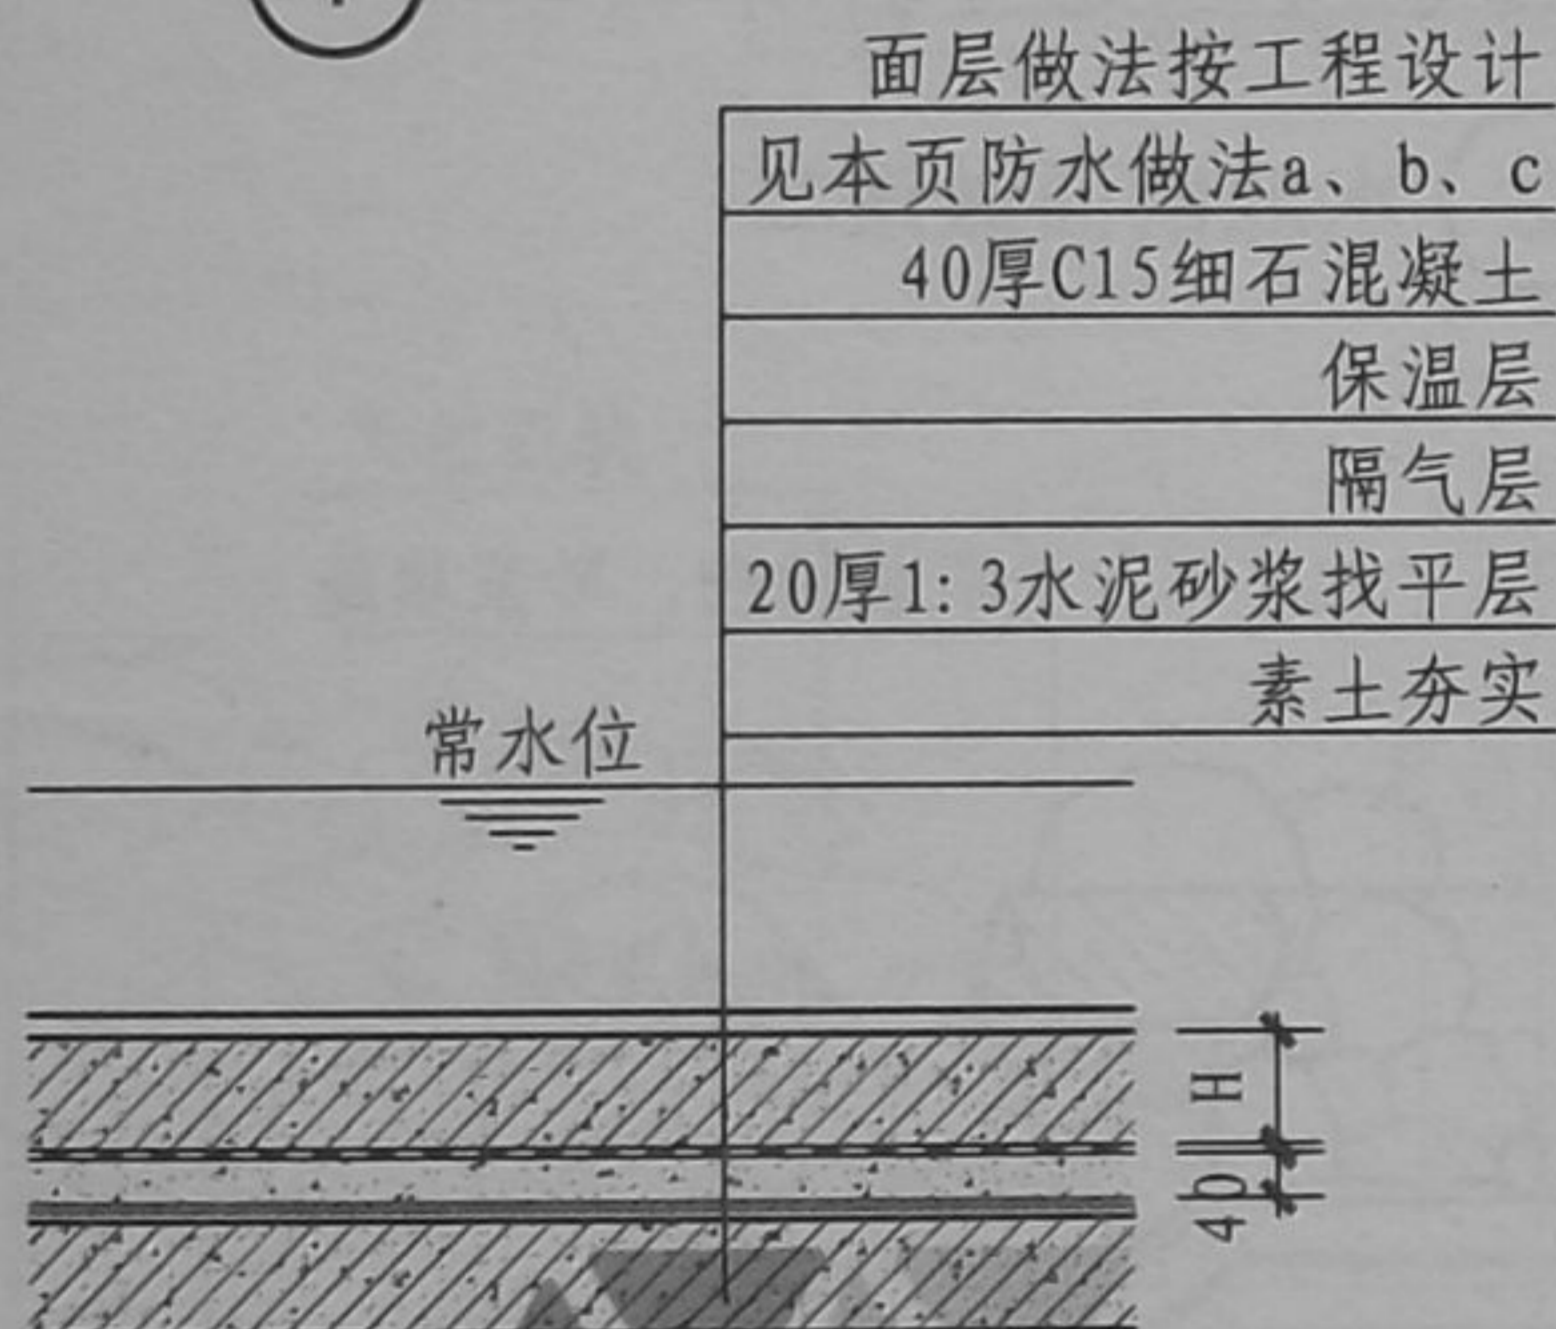 面层做法按工程设计
见本页防水做法a、b、c
40厚C15细石混凝土
保温层
隔气层
20厚1:3水泥砂浆找平层
素土夯实
常水位
H
40